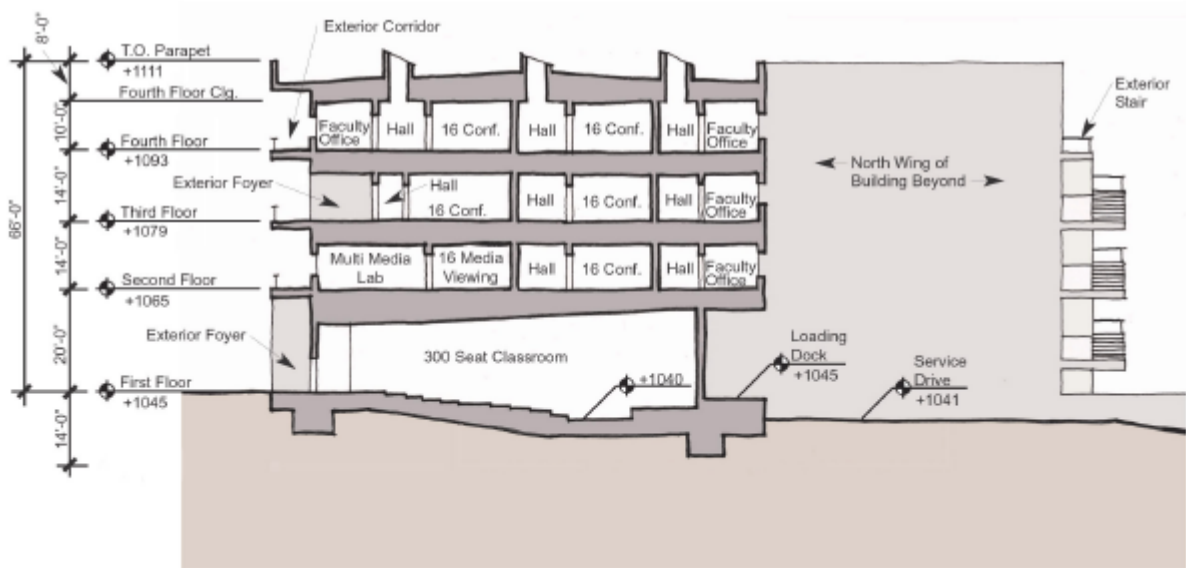 Exterior Corridor
8'-0"
T.O. Parapet
+1111
Fourth Floor Clg.
Exterior
Stair
10'-0"
Faculty
Office
Hall
16 Conf.
Hall
16 Conf.
Hall
Faculty
Office
Fourth Floor
+1093
North Wing of
Building Beyond
Exterior Foyer
Hall
16 Conf.
Hall
16 Conf.
Hall
Faculty
Office
14'-0"
66'-0"
Third Floor
+1079
Multi Media
Lab
16 Media
Viewing
Hall
16 Conf.
Hall
Faculty
Office
14'-0"
Second Floor
+1065
Exterior Foyer
300 Seat Classroom
Loading
Dock
+1045
20'-0"
Service
Drive
+1041
First Floor
+1045
+1040
14'-0"